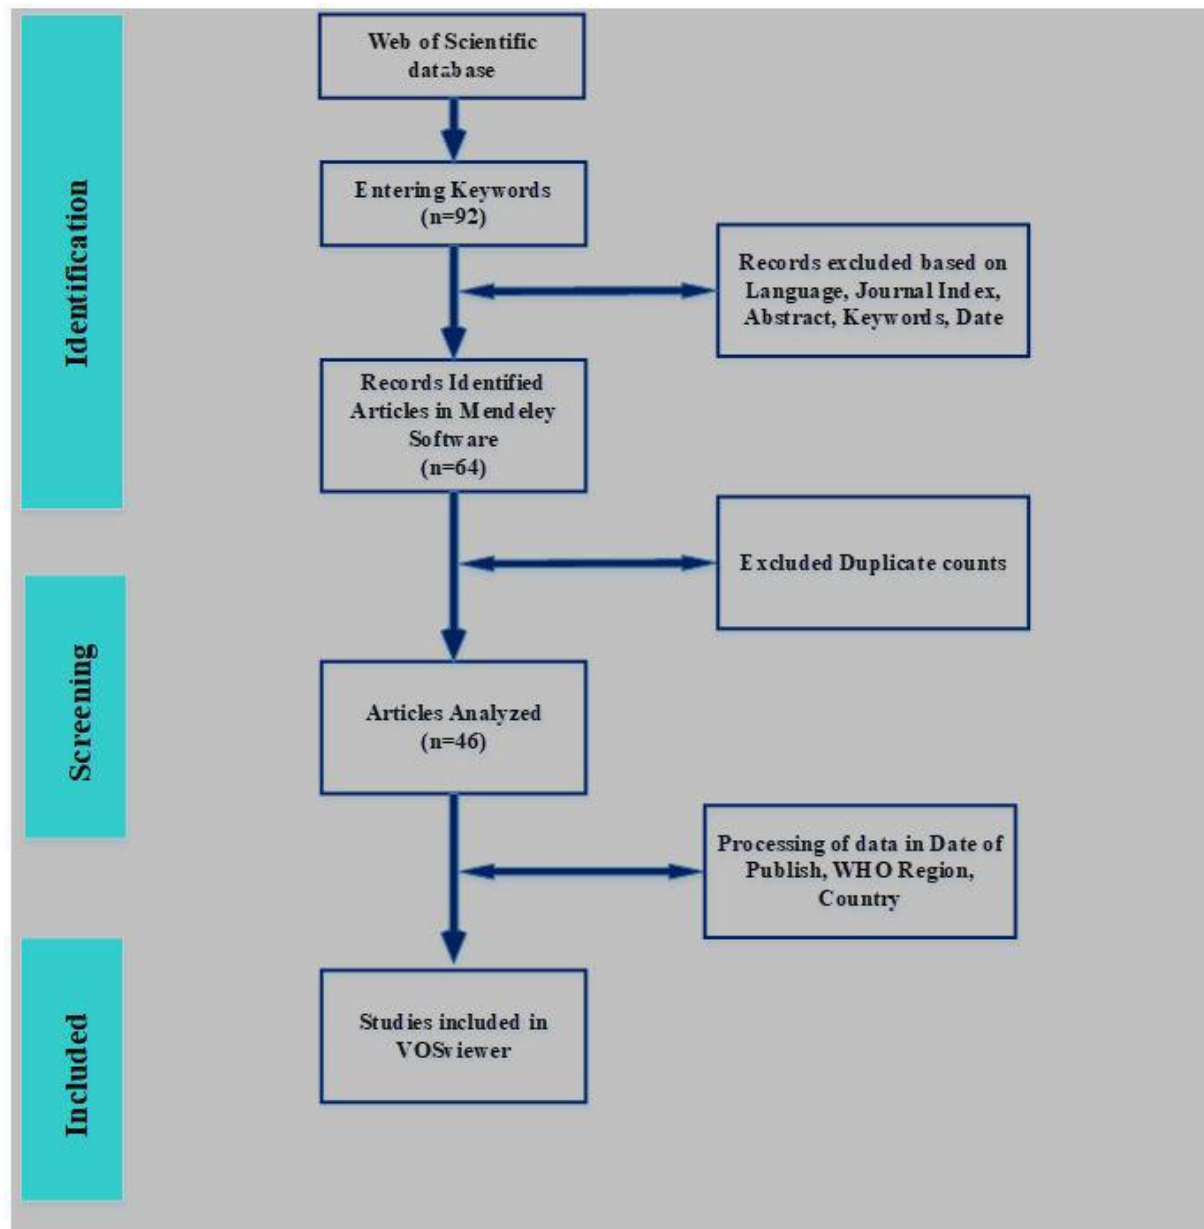 Identification
Web of Scientific
database
Entering Keywords
(n=92)
Records excluded based on
Language, Journal Index,
Abstract, Keywords, Date
Records Identified
Articles in Mendeley
Software
(n=64)
Excluded Duplicate counts
Screening
Articles Analyzed
(n=46)
Processing of data in Date of
Publish, WHO Region,
Country
Included
Studies included in
VOSviewer